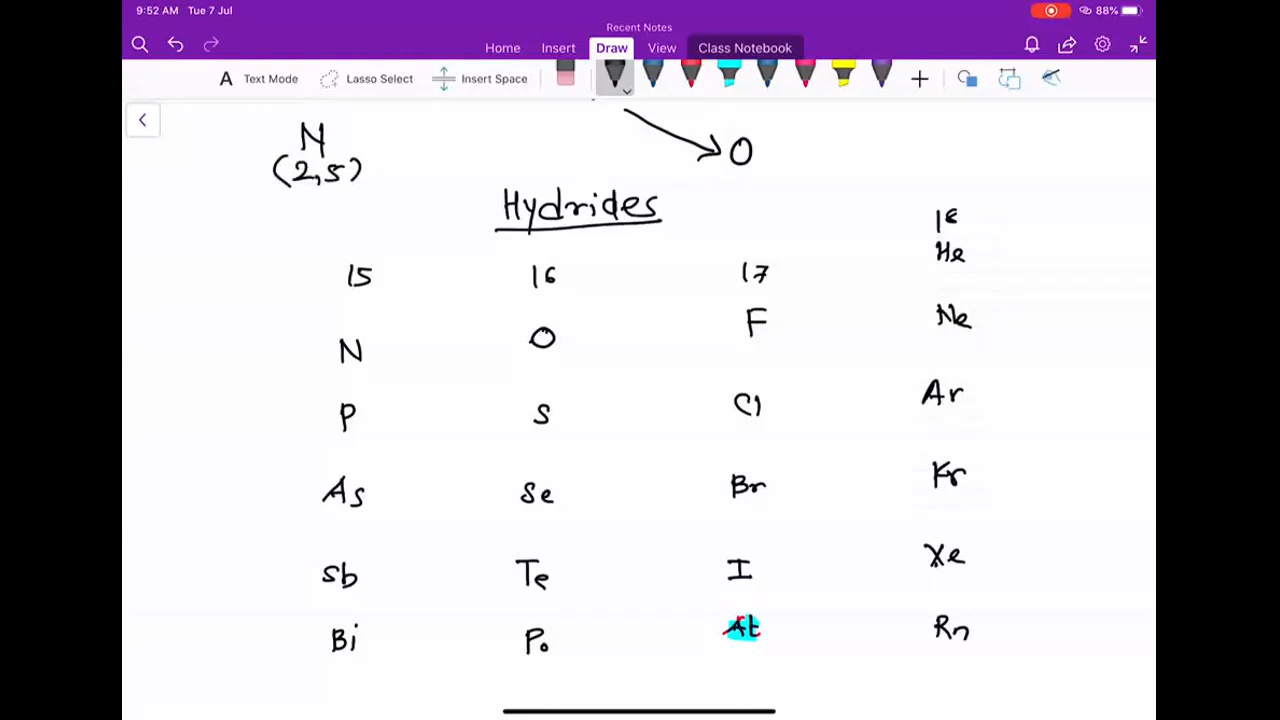 9:52 AM Tue 7 Jul
88%
Recent Notes
Home Insert Draw View Class Notebook
A Text Mode Lasso Select Insert Space
N
(2,5)
O
Hydrides
15 16 17
He
N O F Ne
P S Cl Ar
As Se Br Kr
Sb Te I Xe
Bi Po At Rn